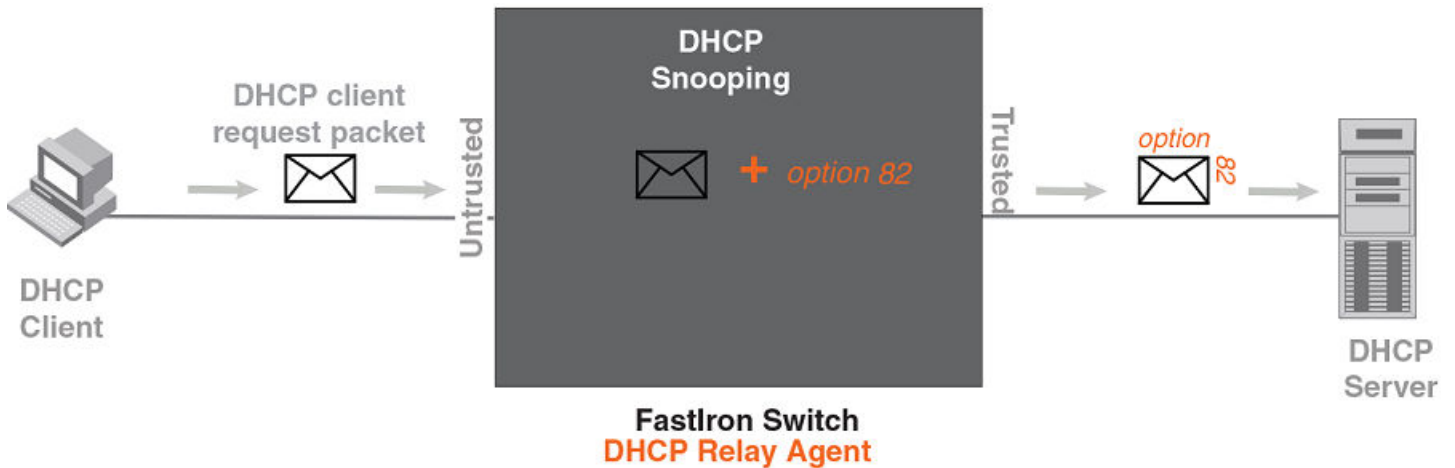 DHCP
Snooping
DHCP client
request packet
Untrusted
+ option 82
Trusted
option
82
DHCP
Client
DHCP
Server
FastIron Switch
DHCP Relay Agent